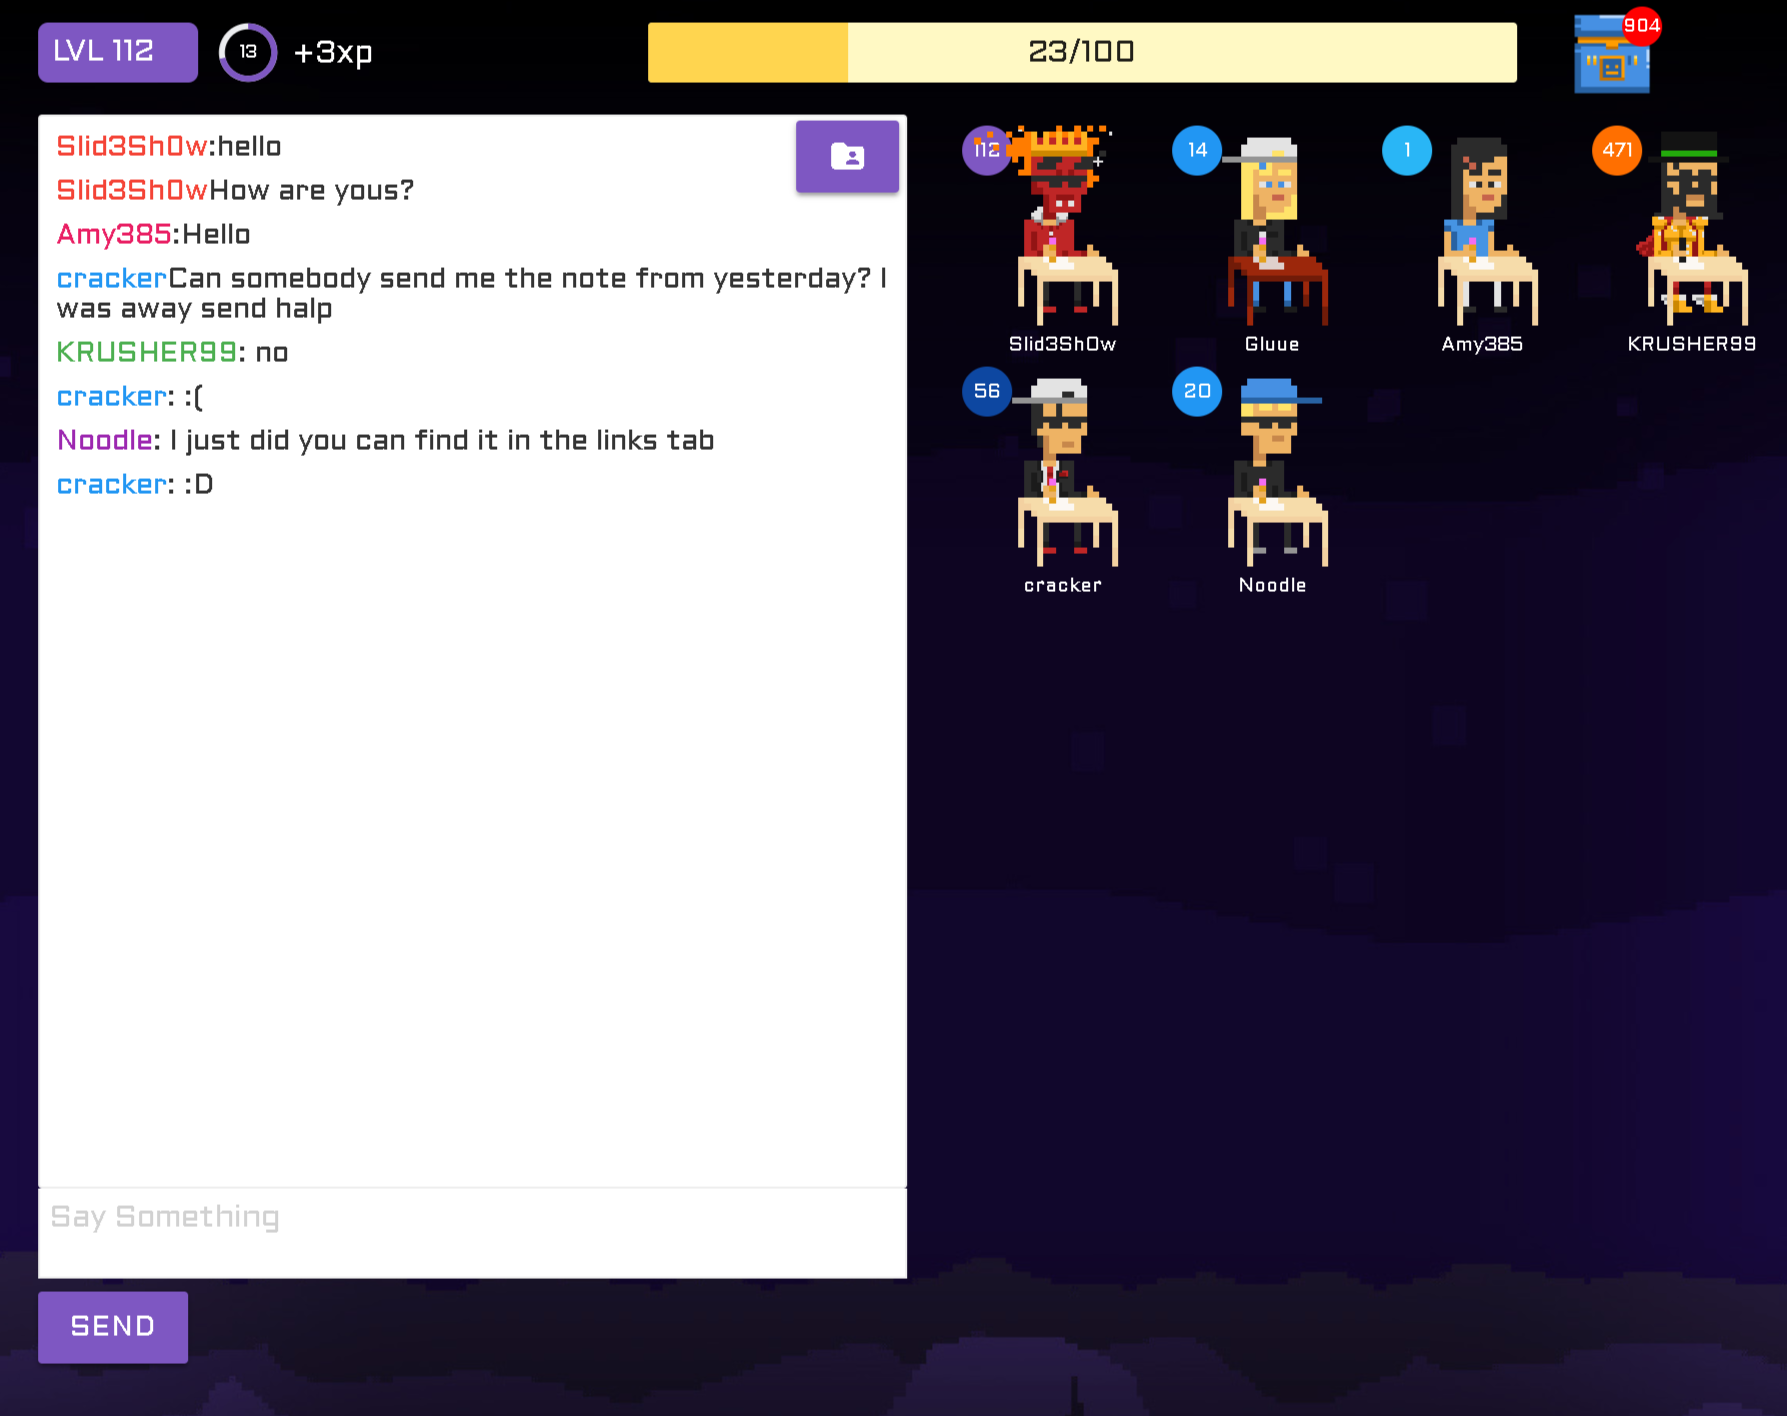 LVL 112
13
+3xp
23/100
904
Slid3Sh0w:hello
Slid3Sh0wHow are yous?
Amy385:Hello
crackerCan somebody send me the note from yesterday? I
was away send halp
KRUSHER99: no
cracker: :(
Noodle: I just did you can find it in the links tab
cracker: :D
Say Something
SEND
112
14
1
471
Slid3Sh0w
Gluue
Amy385
KRUSHER99
56
20
cracker
Noodle